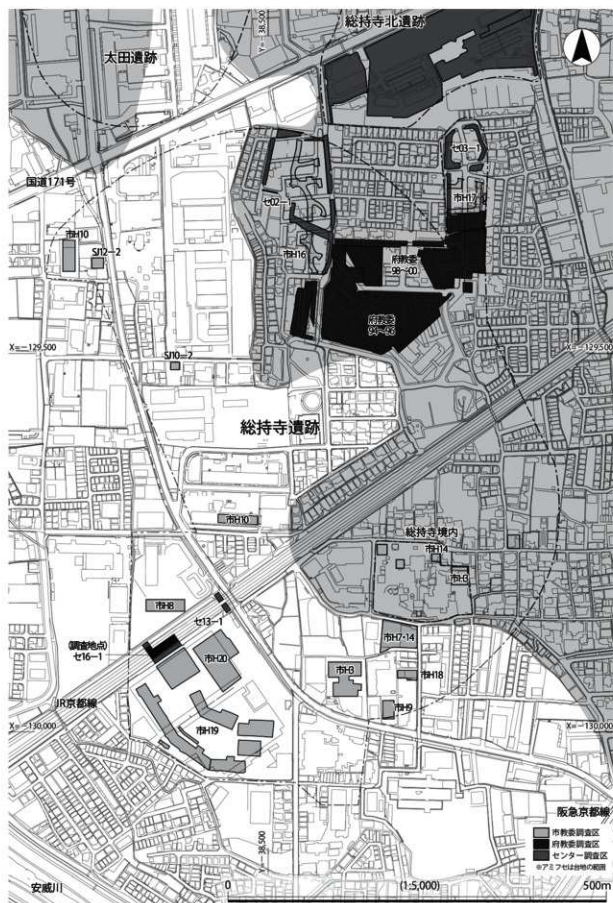 総持寺北遺跡
太田遺跡
Y=-38,500
国道171号
セ03-1
セ02-1
市H17
市H10
SJ12-2
市H16
府教委
98~00
府教委
94~96
X=-129,500
X=-129,500
SJ10-2
総持寺遺跡
市H10
総持寺境内
市H14
市H3
市H8
セ13-1
(調査地点)
セ16-1
市H20
市H7・14
市H3
市H18
市H9
JR京都線
X=-130,000
X=-130,000
市H19
阪急京都線
市教委調査区
府教委調査区
センター調査区
※アミフセは台地の範囲
Y=-38,500
安威川
0
(1:5,000)
500m